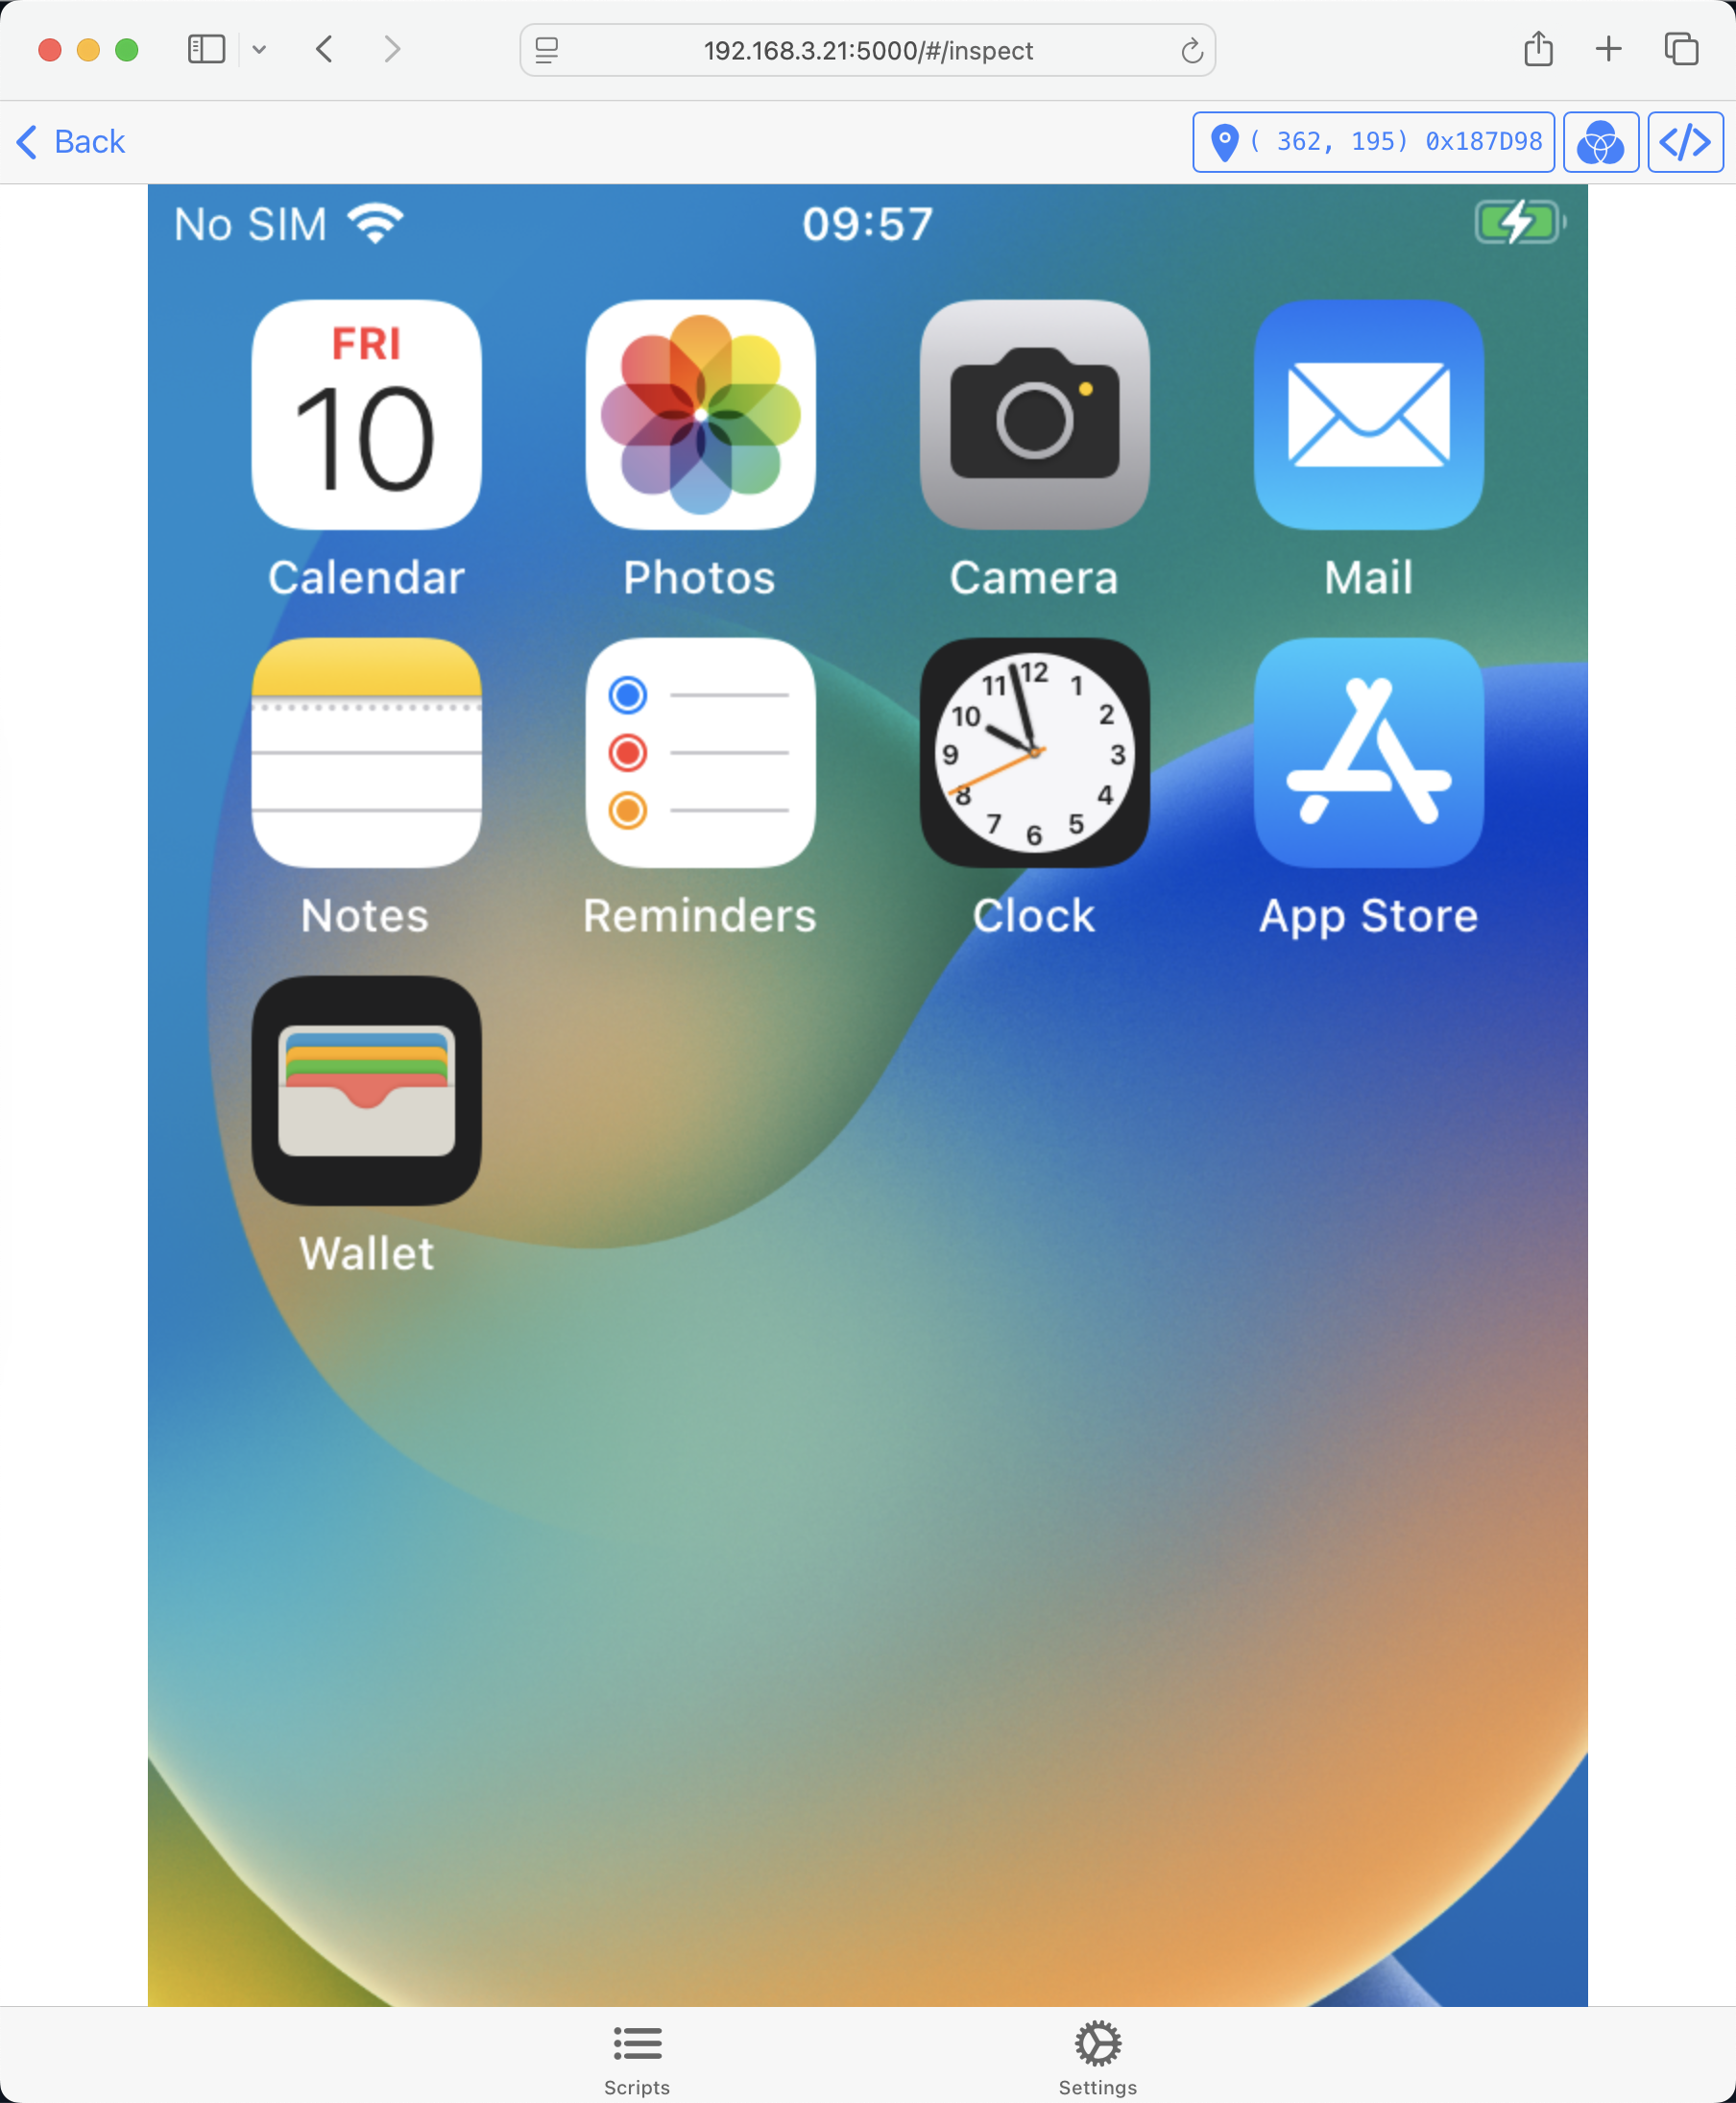 192.168.3.21:5000/#/inspect
Back
( 362, 195) 0x187D98
No SIM
09:57
FRI
10
Calendar
Photos
Camera
Mail
12
11
1
10
2
9
3
8
4
7
5
6
Notes
Reminders
Clock
App Store
Wallet
Scripts
Settings